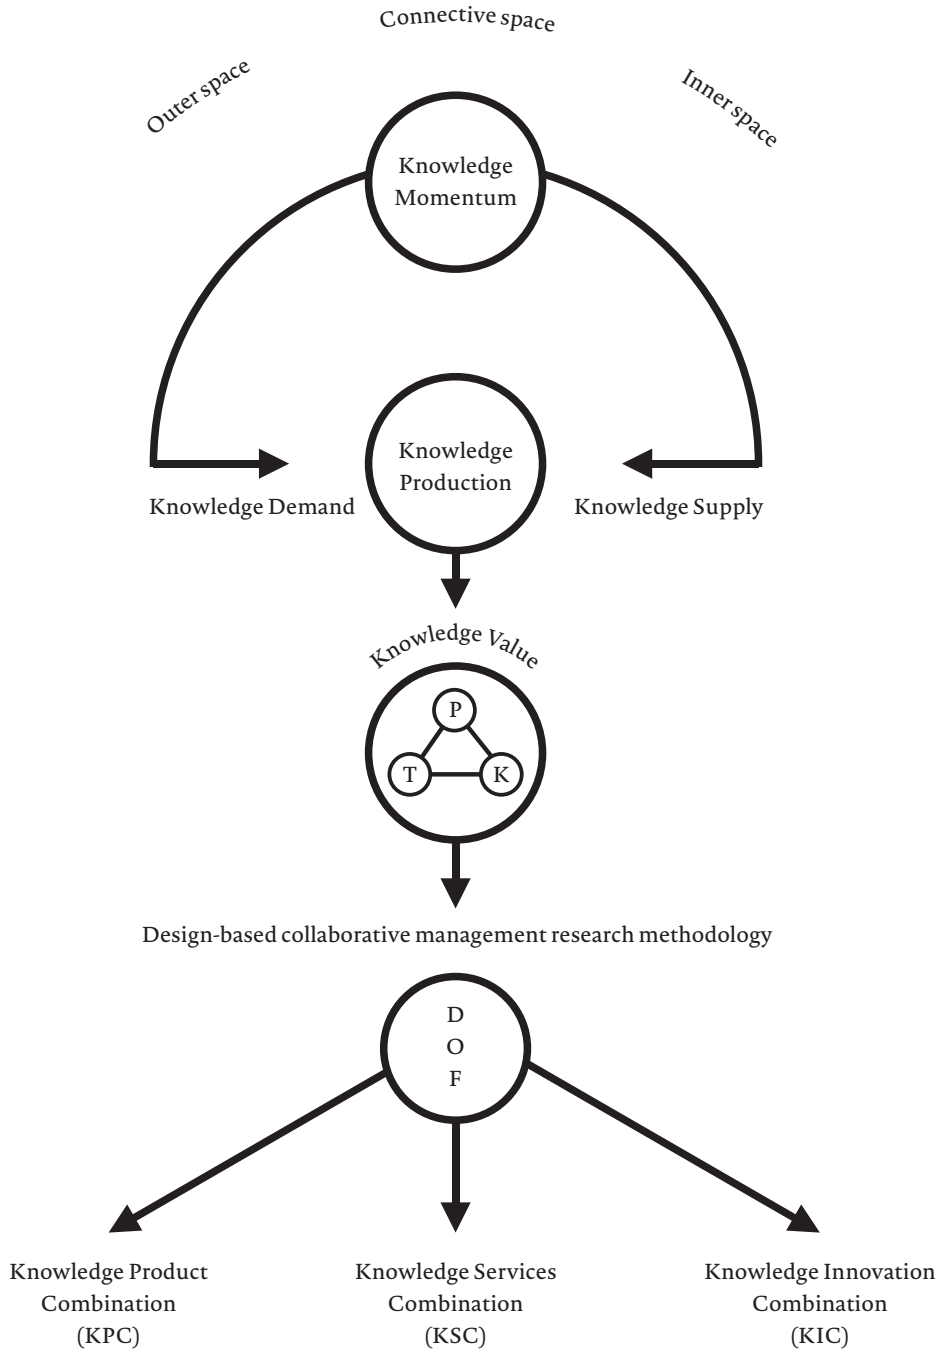 Connective space
Outer space
Inner space
Knowledge
Momentum
Knowledge
Production
Knowledge Demand
Knowledge Supply
Knowledge Value
P
T
K
Design-based collaborative management research methodology
D
O
F
Knowledge Product
Combination
(KPC)
Knowledge Services
Combination
(KSC)
Knowledge Innovation
Combination
(KIC)